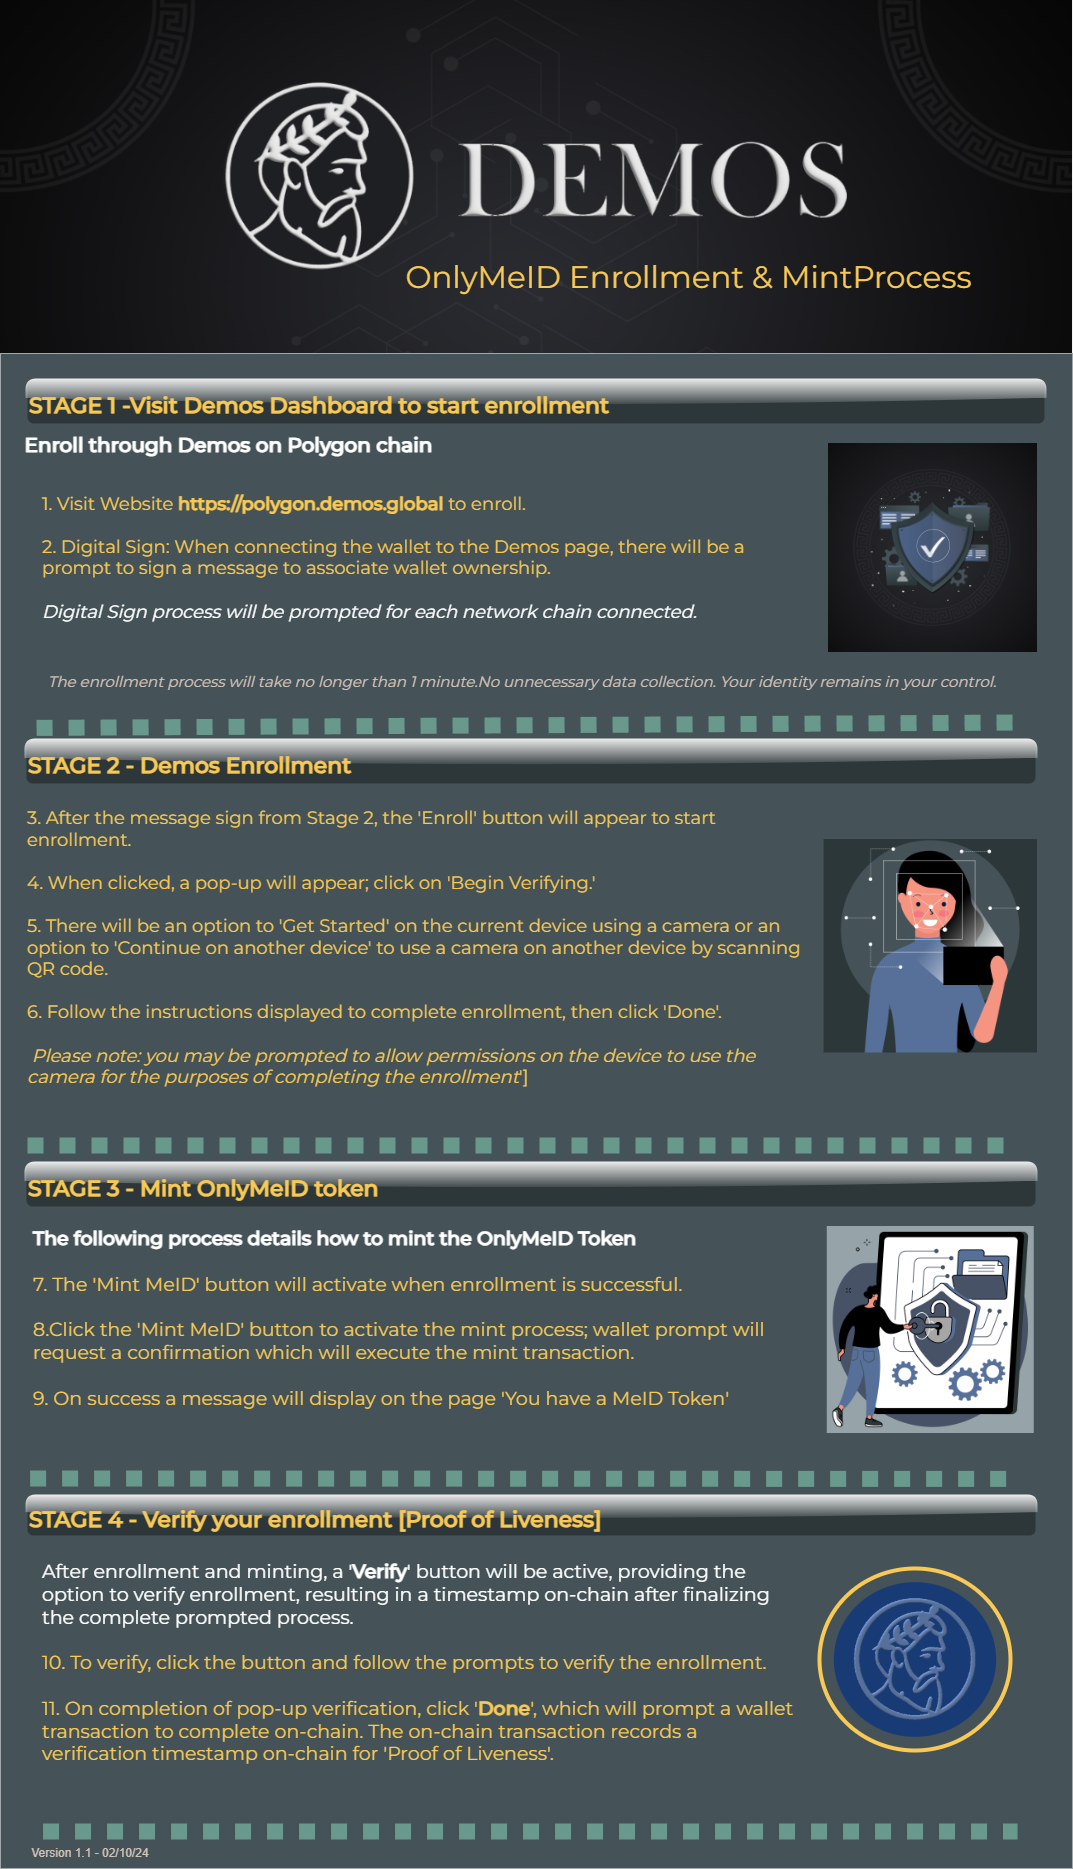 DEMOS
OnlyMeID Enrollment & MintProcess
STAGE 1 -Visit Demos Dashboard to start enrollment
Enroll through Demos on Polygon chain
1. Visit Website https://polygon.demos.global to enroll.
2. Digital Sign: When connecting the wallet to the Demos page, there will be a
prompt to sign a message to associate wallet ownership.
Digital Sign process will be prompted for each network chain connected.
The enrollment process will take no longer than 1 minute.No unnecessary data collection. Your identity remains in your control.
STAGE 2 - Demos Enrollment
3. After the message sign from Stage 2, the 'Enroll' button will appear to start
enrollment.
4. When clicked, a pop-up will appear; click on 'Begin Verifying.'
5. There will be an option to 'Get Started' on the current device using a camera or an
option to 'Continue on another device' to use a camera on another device by scanning
QR code.
6. Follow the instructions displayed to complete enrollment, then click 'Done'.
Please note: you may be prompted to allow permissions on the device to use the
camera for the purposes of completing the enrollment']
STAGE 3 - Mint OnlyMeID token
The following process details how to mint the OnlyMeID Token
7. The 'Mint MeID' button will activate when enrollment is successful.
8.Click the 'Mint MeID' button to activate the mint process; wallet prompt will
request a confirmation which will execute the mint transaction.
9. On success a message will display on the page 'You have a MeID Token'
STAGE 4 - Verify your enrollment [Proof of Liveness]
After enrollment and minting, a 'Verify' button will be active, providing the
option to verify enrollment, resulting in a timestamp on-chain after finalizing
the complete prompted process.
10. To verify, click the button and follow the prompts to verify the enrollment.
11. On completion of pop-up verification, click 'Done', which will prompt a wallet
transaction to complete on-chain. The on-chain transaction records a
verification timestamp on-chain for 'Proof of Liveness'.
Version 1.1 - 02/10/24